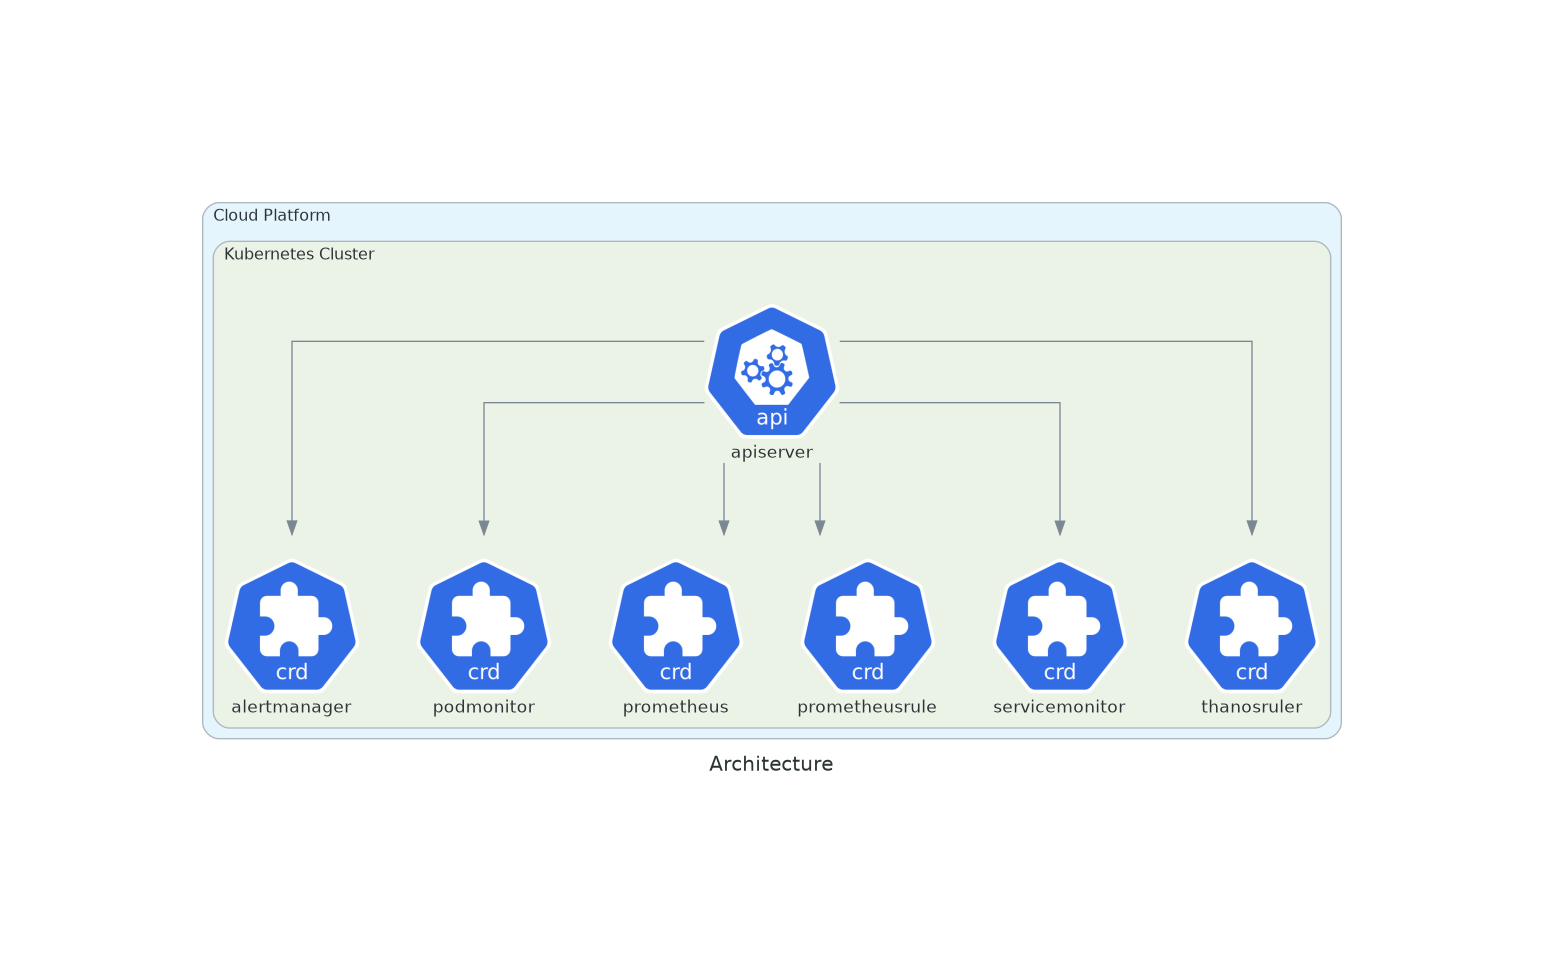 Cloud Platform
Kubernetes Cluster
api
apiserver
crd
alertmanager
crd
podmonitor
crd
prometheus
crd
prometheusrule
crd
servicemonitor
crd
thanosruler
Architecture